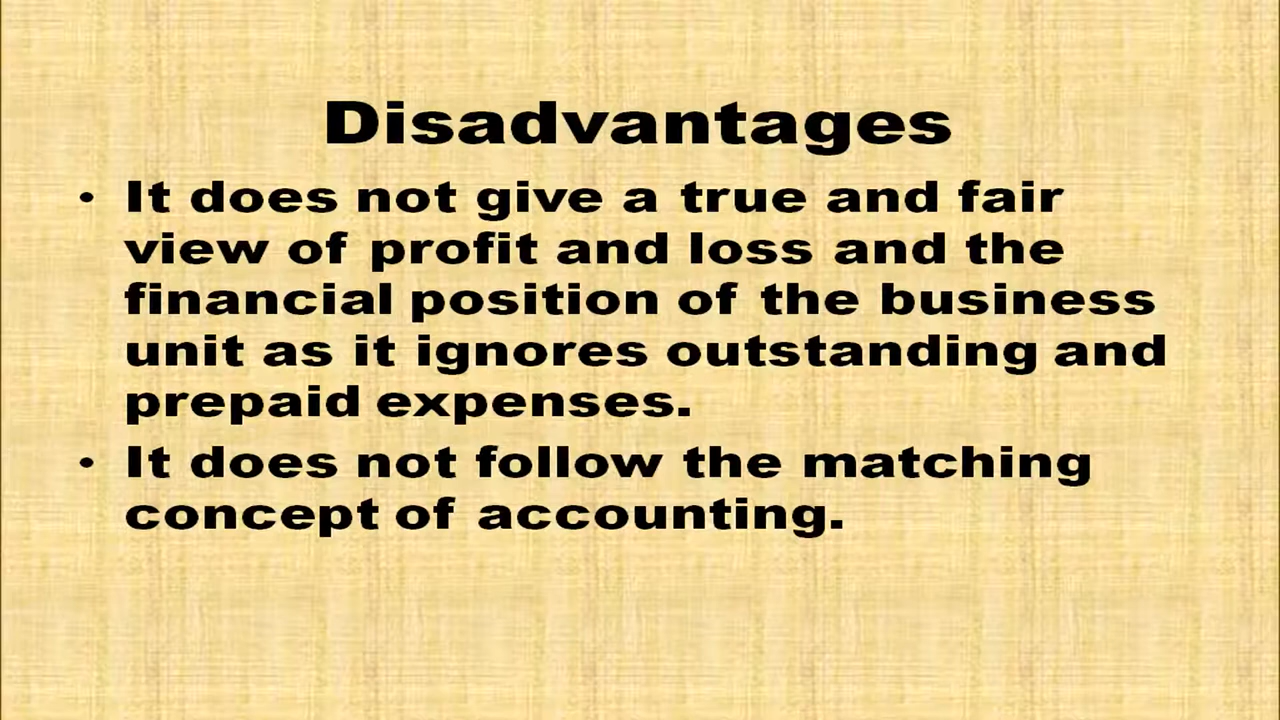 Disadvantages
• It does not give a true and fair
view of profit and loss and the
financial position of the business
unit as it ignores outstanding and
prepaid expenses.
• It does not follow the matching
concept of accounting.